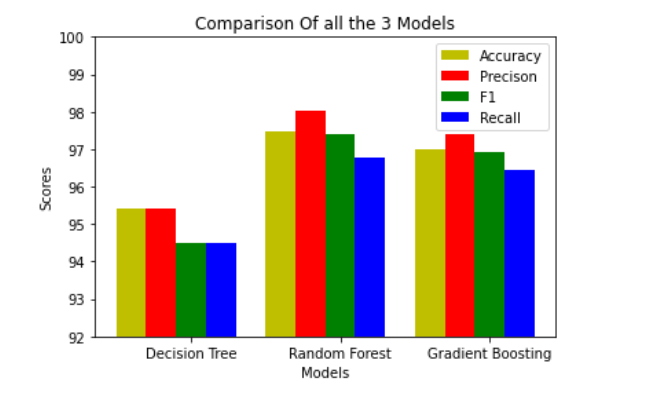 Comparison Of all the 3 Models
100
99
98
97
96
95
94
93
92
Scores
Accuracy
Precison
F1
Recall
Decision Tree
Random Forest
Gradient Boosting
Models